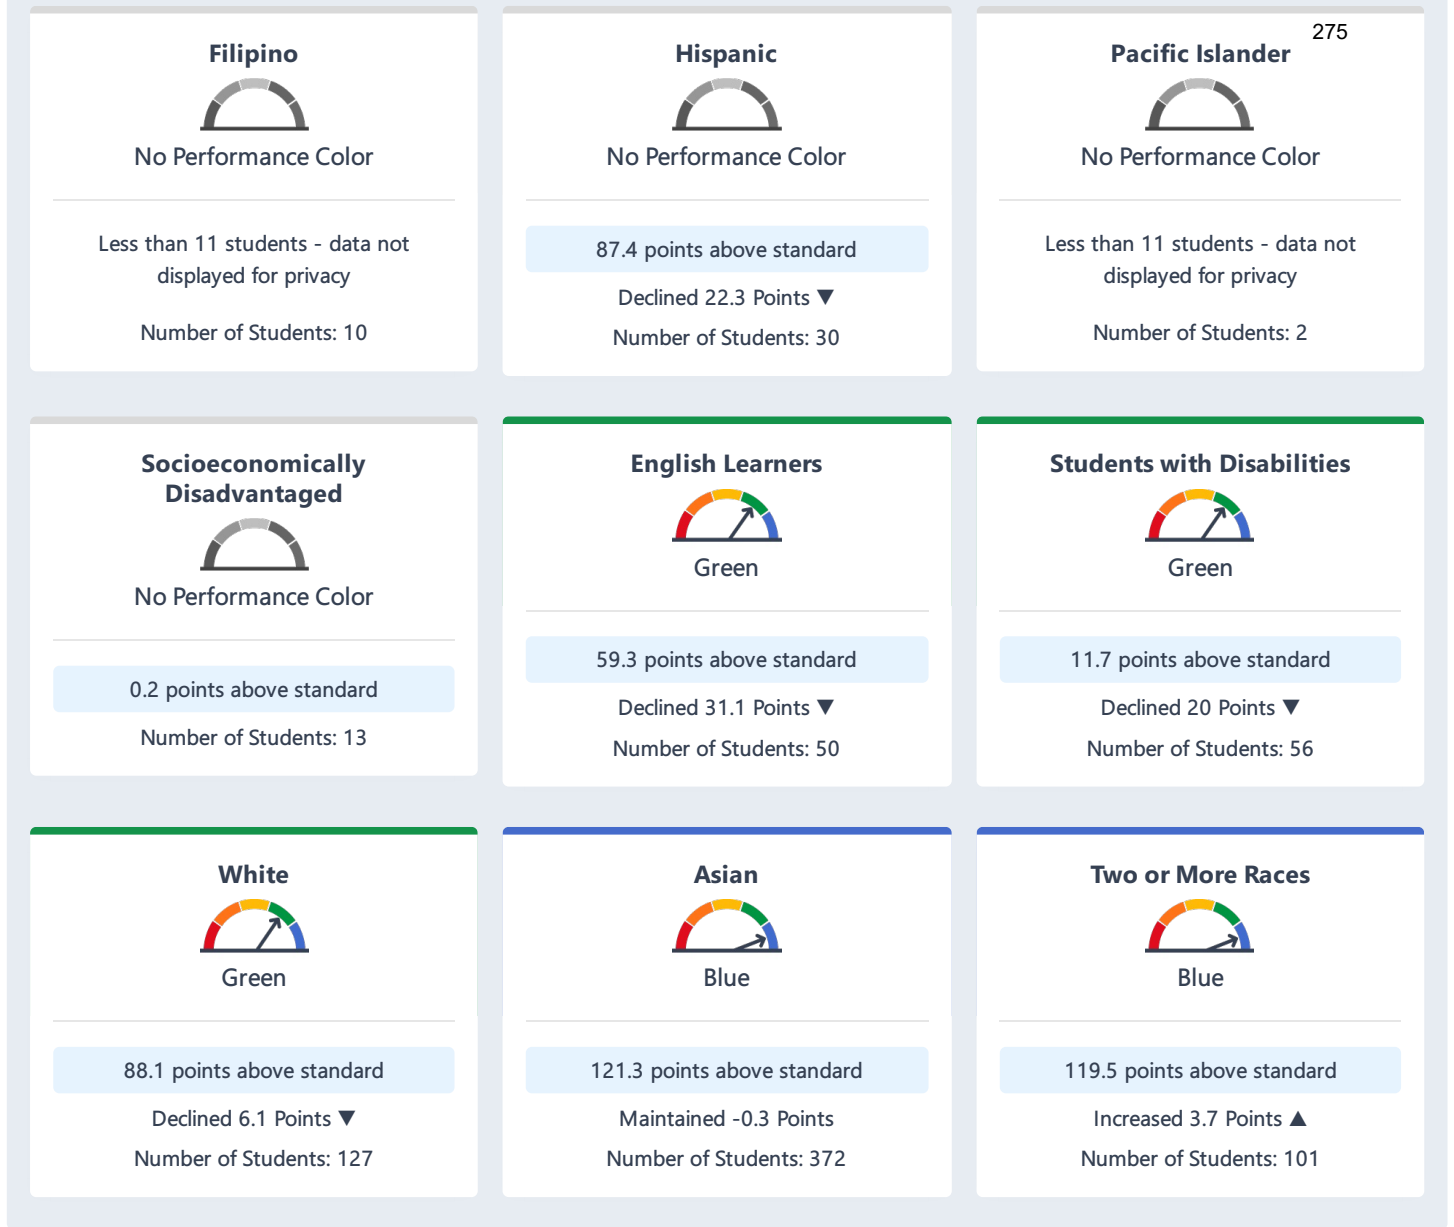 275
Filipino
No Performance Color
Less than 11 students - data not
displayed for privacy
Number of Students: 10
Hispanic
No Performance Color
87.4 points above standard
Declined 22.3 Points ▼
Number of Students: 30
Pacific Islander
No Performance Color
Less than 11 students - data not
displayed for privacy
Number of Students: 2
Socioeconomically
Disadvantaged
No Performance Color
0.2 points above standard
Number of Students: 13
English Learners
Green
59.3 points above standard
Declined 31.1 Points ▼
Number of Students: 50
Students with Disabilities
Green
11.7 points above standard
Declined 20 Points ▼
Number of Students: 56
White
Green
88.1 points above standard
Declined 6.1 Points ▼
Number of Students: 127
Asian
Blue
121.3 points above standard
Maintained -0.3 Points
Number of Students: 372
Two or More Races
Blue
119.5 points above standard
Increased 3.7 Points ▲
Number of Students: 101